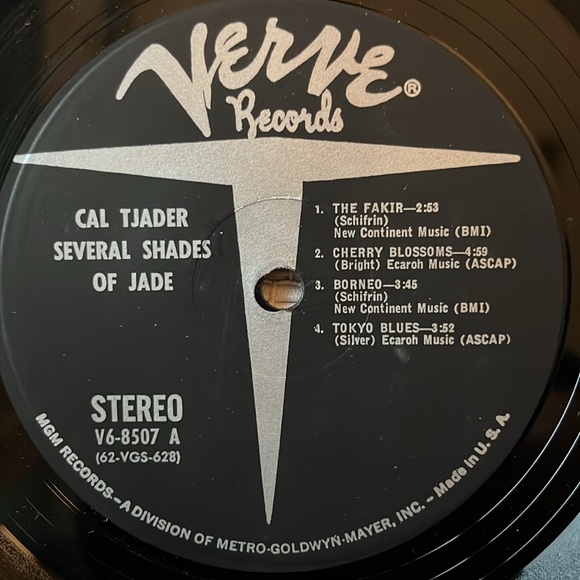 VERVE®
Records
CAL TJADER
SEVERAL SHADES
OF JADE
1. THE FAKIR—2:53
(Schifrin)
New Continent Music (BMI)
2. CHERRY BLOSSOMS—4:59
(Bright) Ecaroh Music (ASCAP)
3. BORNEO—3:45
(Schifrin)
New Continent Music (BMI)
4. TOKYO BLUES—3:52
(Silver) Ecaroh Music (ASCAP)
STEREO
V6-8507 A
(62-VGS-628)
MGM RECORDS—A DIVISION OF METRO-GOLDWYN-MAYER, INC. – Made in U. S. A.